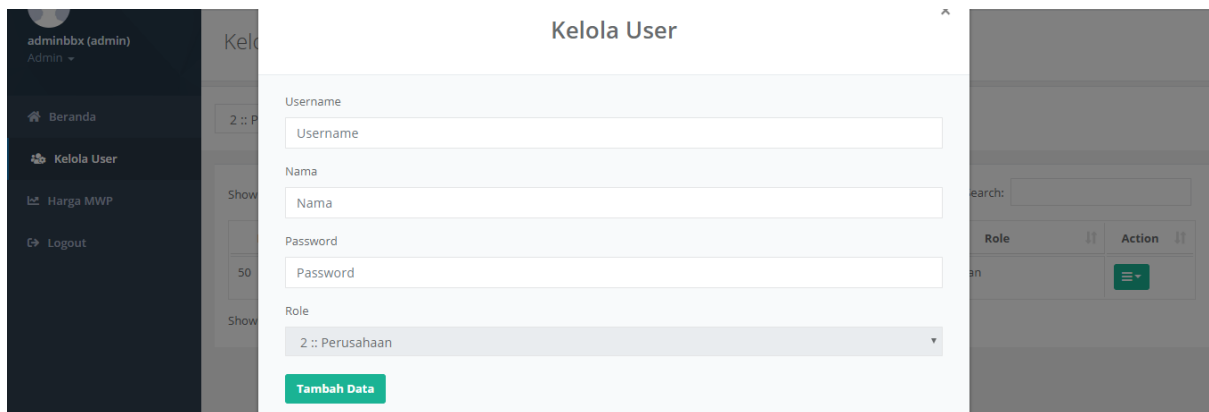 adminbbx (admin)
Admin
Beranda
Kelola User
Harga MWP
Logout
Kelo
2 :: P
Show
50
Show
x
Kelola User
Username
Username
Nama
Nama
Password
Password
Role
2 :: Perusahaan
Tambah Data
earch:
Role
Action
an